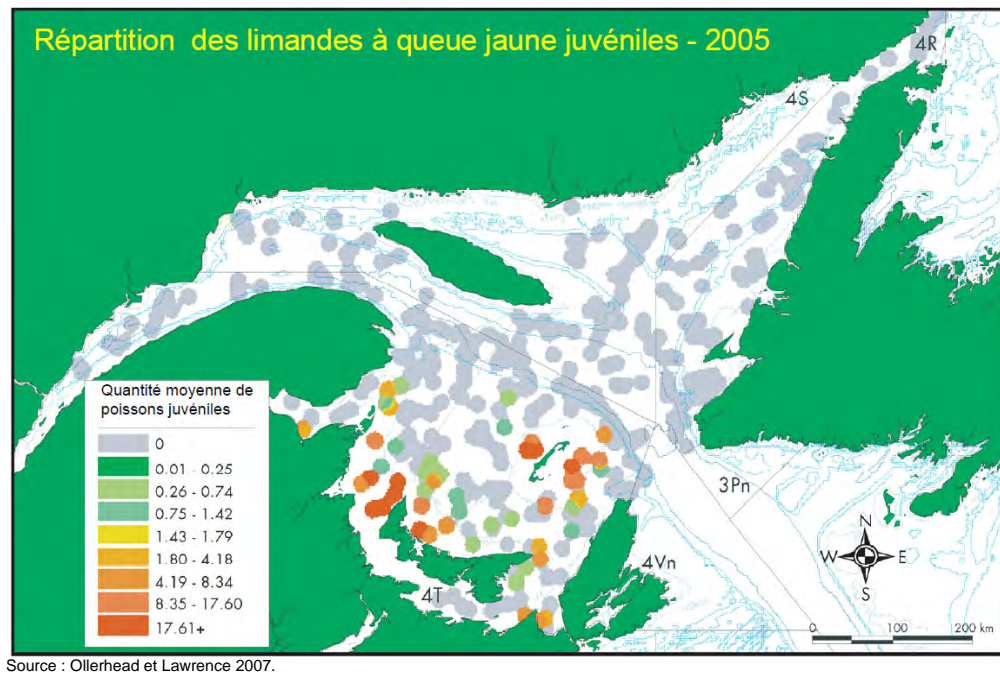 Répartition des limandes à queue jaune juvéniles - 2005
4R
4S
Quantité moyenne de
poissons juvéniles
0
0.01 - 0.25
0.26 - 0.74
0.75 - 1.42
1.43 - 1.79
1.80 - 4.18
4.19 - 8.34
8.35 - 17.60
17.61+
3Pn
4Vn
4T
N
W E
S
0 100 200 km
Source : Ollerhead et Lawrence 2007.